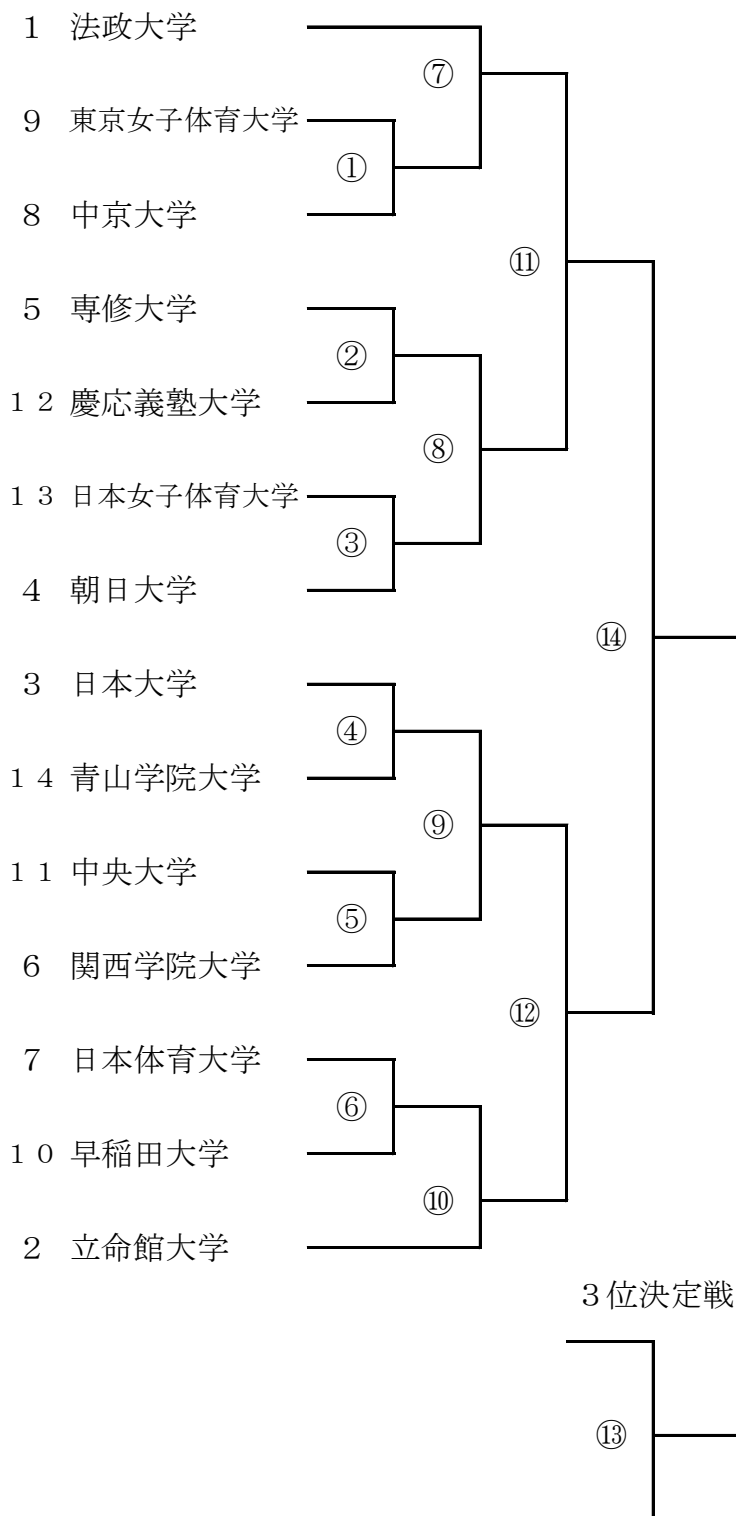 1 法政大学
⑦
9 東京女子体育大学
①
8 中京大学
⑪
5 専修大学
②
12 慶応義塾大学
⑧
13 日本女子体育大学
③
4 朝日大学
⑭
3 日本大学
④
14 青山学院大学
⑨
11 中央大学
⑤
6 関西学院大学
⑫
7 日本体育大学
⑥
10 早稲田大学
⑩
2 立命館大学
3位決定戦
⑬